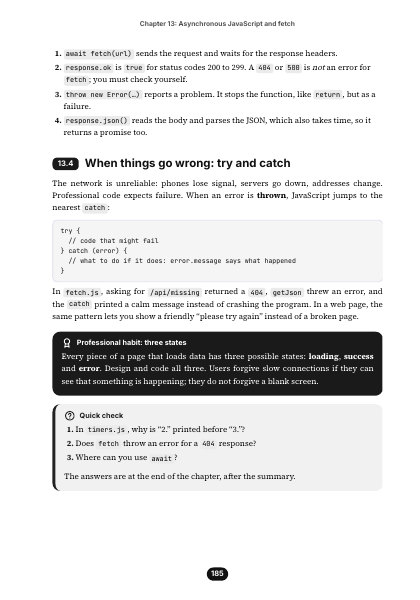 Chapter 13: Asynchronous JavaScript and fetch
1. await fetch(url) sends the request and waits for the response headers.
2. response.ok is true for status codes 200 to 299. A 404 or 500 is not an error for
fetch; you must check yourself.
3. throw new Error(…) reports a problem. It stops the function, like return, but as a
failure.
4. response.json() reads the body and parses the JSON, which also takes time, so it
returns a promise too.
13.4 When things go wrong: try and catch
The network is unreliable: phones lose signal, servers go down, addresses change.
Professional code expects failure. When an error is thrown, JavaScript jumps to the
nearest catch:
try {
  // code that might fail
} catch (error) {
  // what to do if it does: error.message says what happened
}
In fetch.js, asking for /api/missing returned a 404, getJson threw an error, and
the catch printed a calm message instead of crashing the program. In a web page, the
same pattern lets you show a friendly “please try again” instead of a broken page.
Professional habit: three states
Every piece of a page that loads data has three possible states: loading, success
and error. Design and code all three. Users forgive slow connections if they can
see that something is happening; they do not forgive a blank screen.
Quick check
1. In timers.js, why is “2.” printed before “3.”?
2. Does fetch throw an error for a 404 response?
3. Where can you use await?
The answers are at the end of the chapter, after the summary.
185